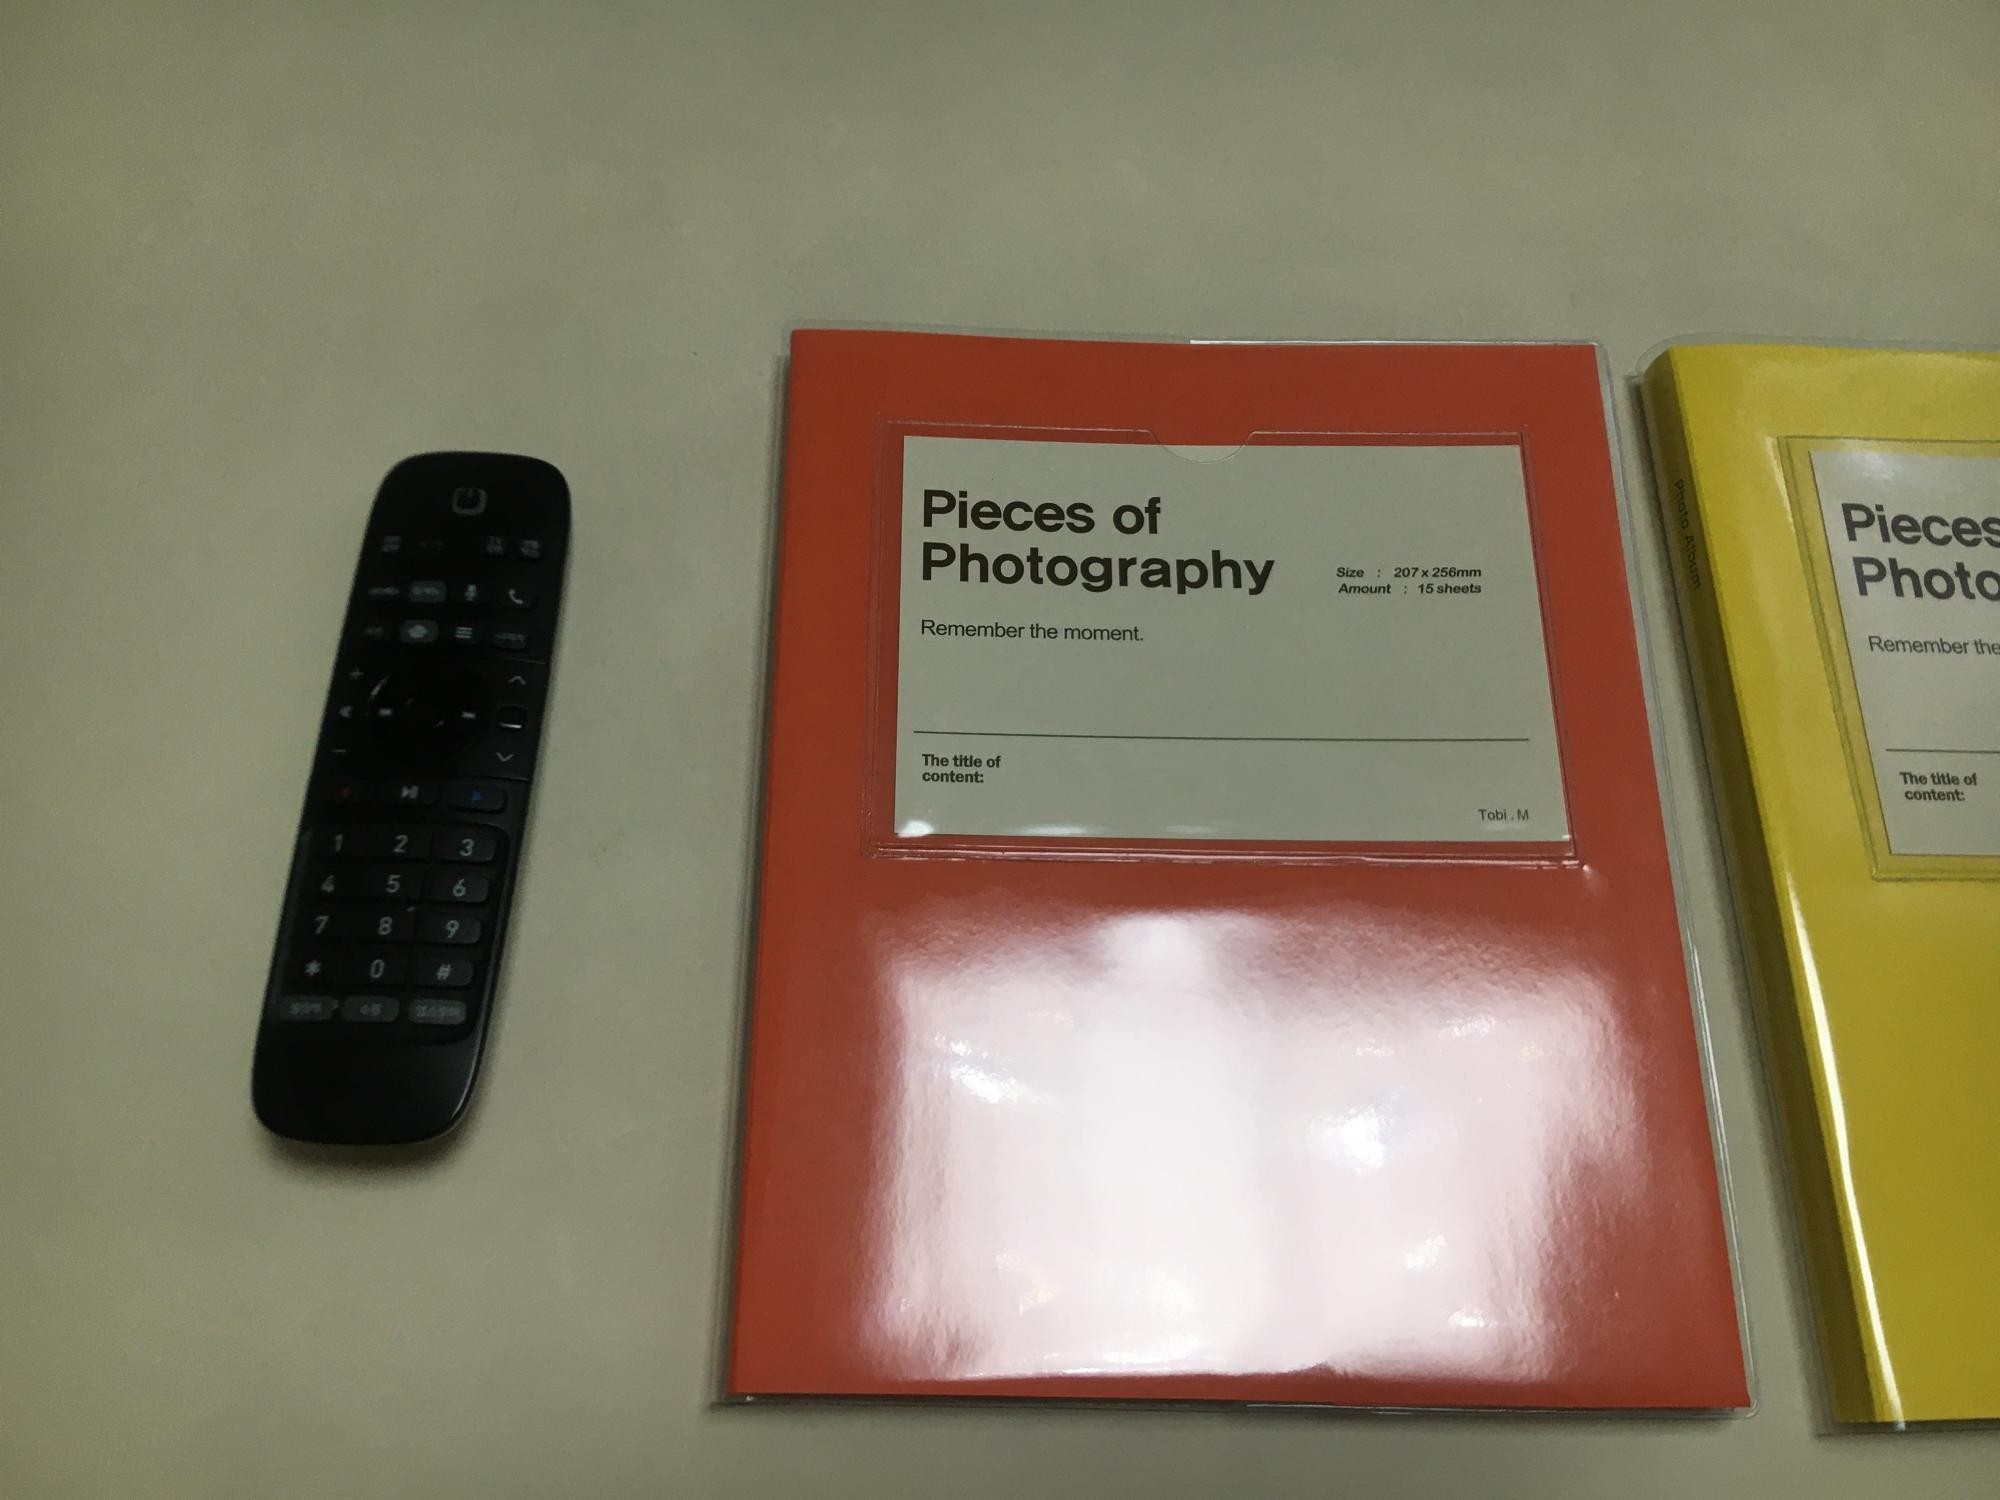 1 2 3
4 5 6
7 8 9
* 0 #
Pieces of
Photography
Size : 207 x 256mm
Amount : 15 sheets
Remember the moment.
The title of
content:
Tobi . M
Photo Album
Pieces
Photo
Remember the
The title of
content: